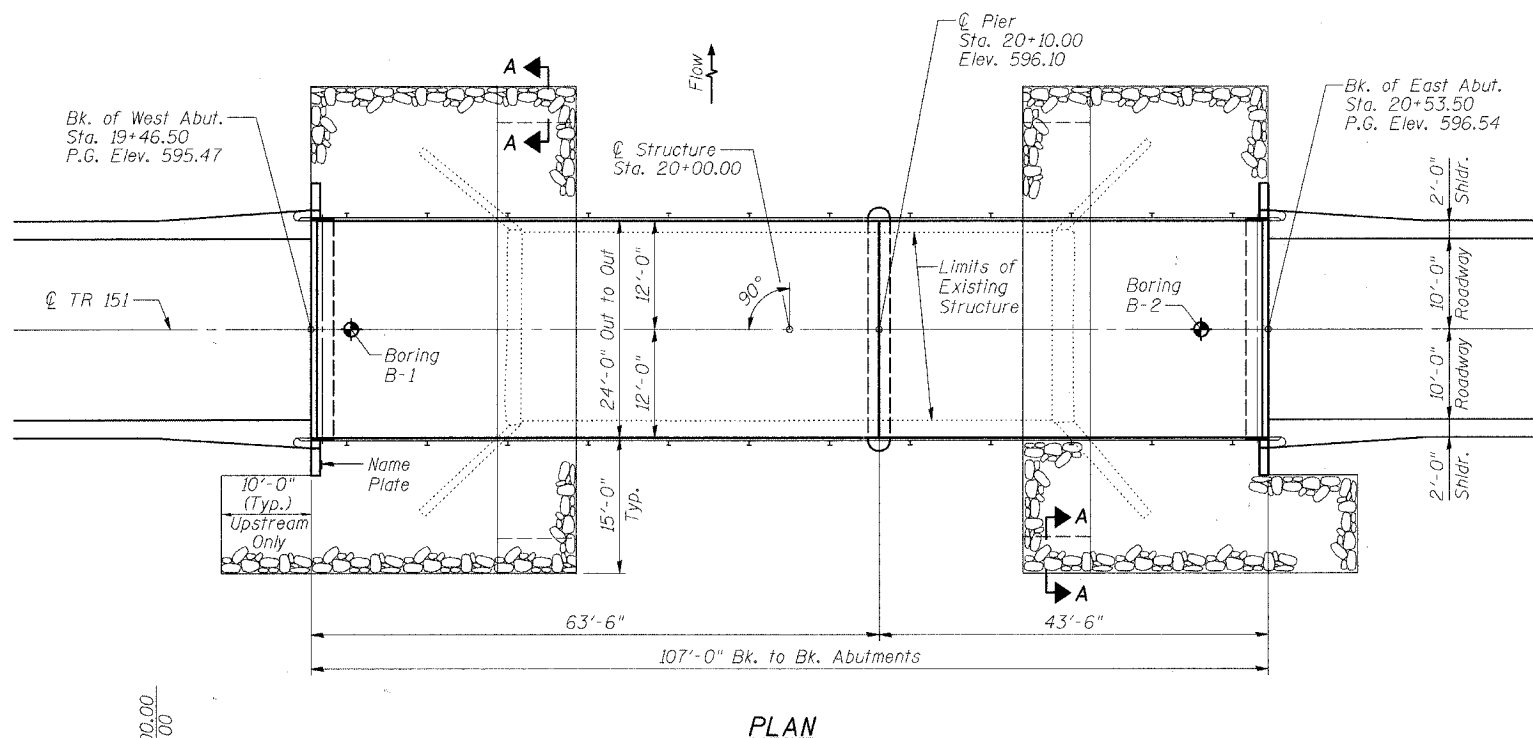 ℄ Pier
Sta. 20+10.00
Elev. 596.10
Flow
A
A
Bk. of West Abut.
Sta. 19+46.50
P.G. Elev. 595.47
℄ Structure
Sta. 20+00.00
Bk. of East Abut.
Sta. 20+53.50
P.G. Elev. 596.54
2'-0"
Shldr.
10'-0"
Roadway
10'-0"
Roadway
2'-0"
Shldr.
℄ TR 151
Boring
B-1
24'-0" Out to Out
12'-0"
12'-0"
90°
Limits of
Existing
Structure
Boring
B-2
Name
Plate
10'-0"
(Typ.)
Upstream
Only
15'-0"
Typ.
A
A
63'-6"
43'-6"
107'-0" Bk. to Bk. Abutments
00.00
00
PLAN